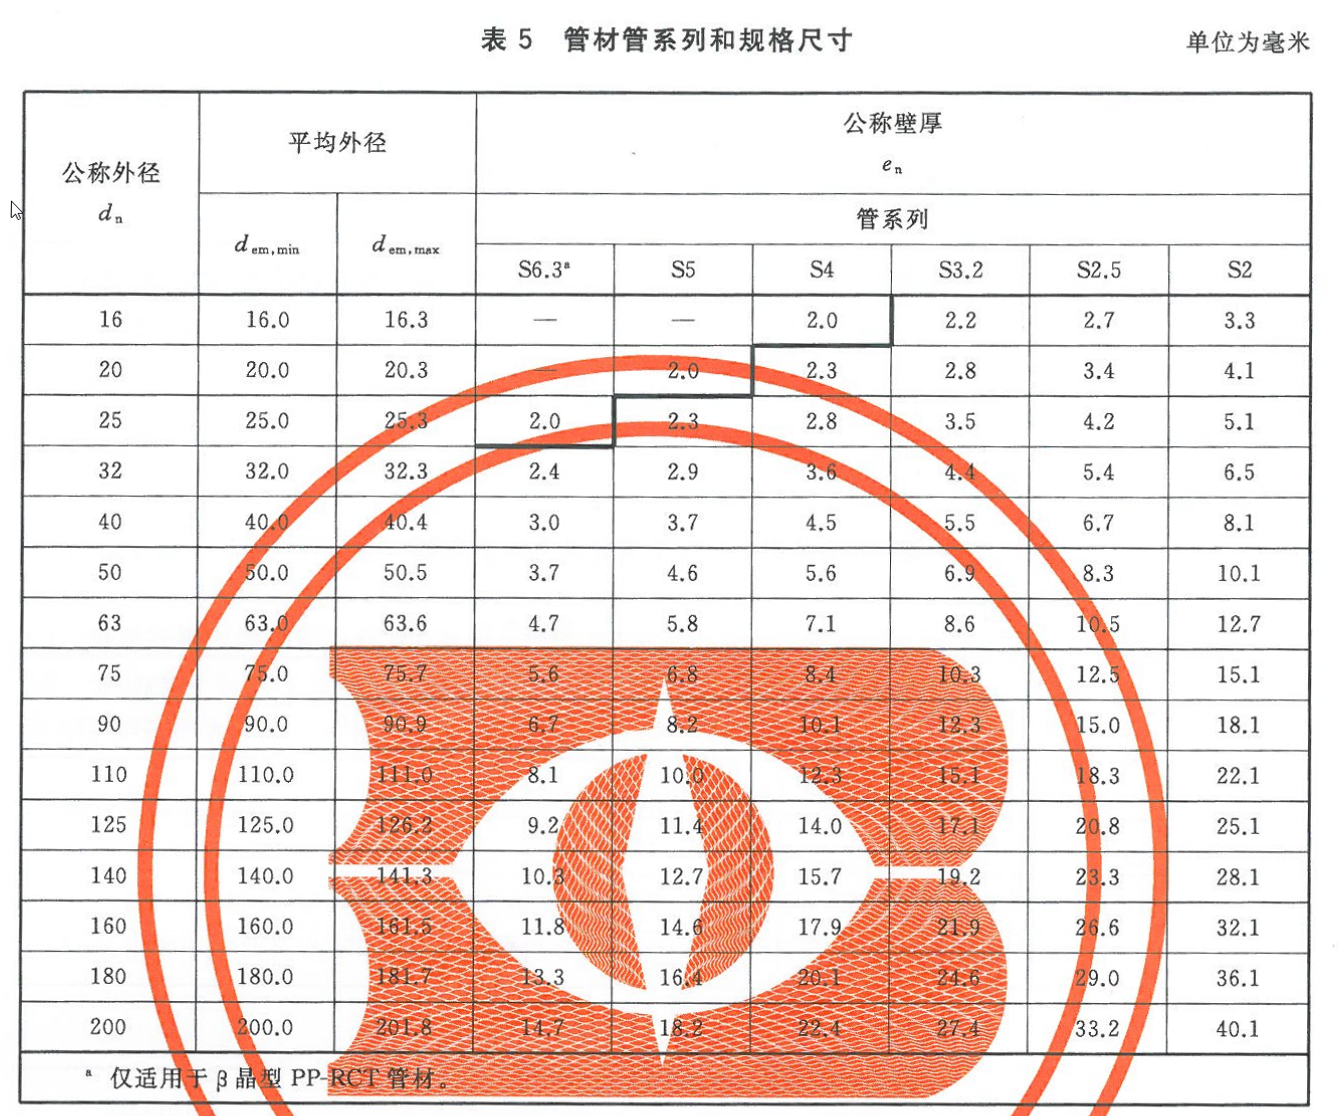 表 5 管材管系列和规格尺寸
单位为毫米
公称外径 dn 平均外径 公称壁厚 en
管系列
dem,min dem,max S6.3ᵃ S5 S4 S3.2 S2.5 S2
16 16.0 16.3 — — 2.0 2.2 2.7 3.3
20 20.0 20.3 — 2.0 2.3 2.8 3.4 4.1
25 25.0 25.3 2.0 2.3 2.8 3.5 4.2 5.1
32 32.0 32.3 2.4 2.9 3.6 4.4 5.4 6.5
40 40.0 40.4 3.0 3.7 4.5 5.5 6.7 8.1
50 50.0 50.5 3.7 4.6 5.6 6.9 8.3 10.1
63 63.0 63.6 4.7 5.8 7.1 8.6 10.5 12.7
75 75.0 75.7 5.6 6.8 8.4 10.3 12.5 15.1
90 90.0 90.9 6.7 8.2 10.1 12.3 15.0 18.1
110 110.0 111.0 8.1 10.0 12.3 15.1 18.3 22.1
125 125.0 126.2 9.2 11.4 14.0 17.1 20.8 25.1
140 140.0 141.3 10.3 12.7 15.7 19.2 23.3 28.1
160 160.0 161.5 11.8 14.6 17.9 21.9 26.6 32.1
180 180.0 181.7 13.3 16.4 20.1 24.6 29.0 36.1
200 200.0 201.8 14.7 18.2 22.4 27.4 33.2 40.1
ᵃ 仅适用于 β 晶型 PP-RCT 管材。